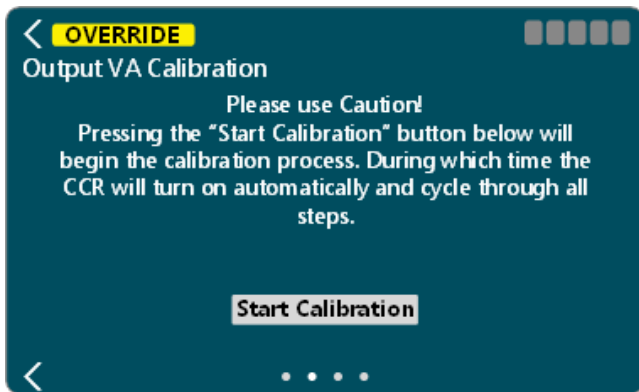 OVERRIDE
Output VA Calibration
Please use Caution!
Pressing the "Start Calibration" button below will
begin the calibration process. During which time the
CCR will turn on automatically and cycle through all
steps.
Start Calibration